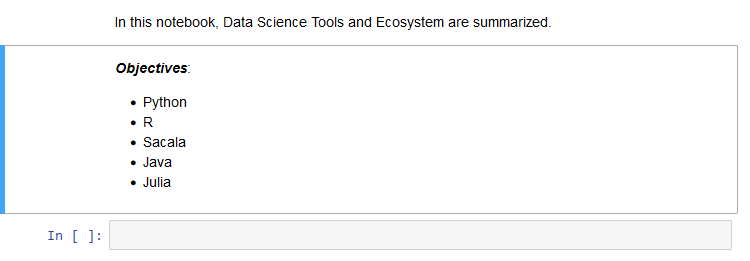 In this notebook, Data Science Tools and Ecosystem are summarized.
Objectives:
• Python
• R
• Sacala
• Java
• Julia
In [ ]: